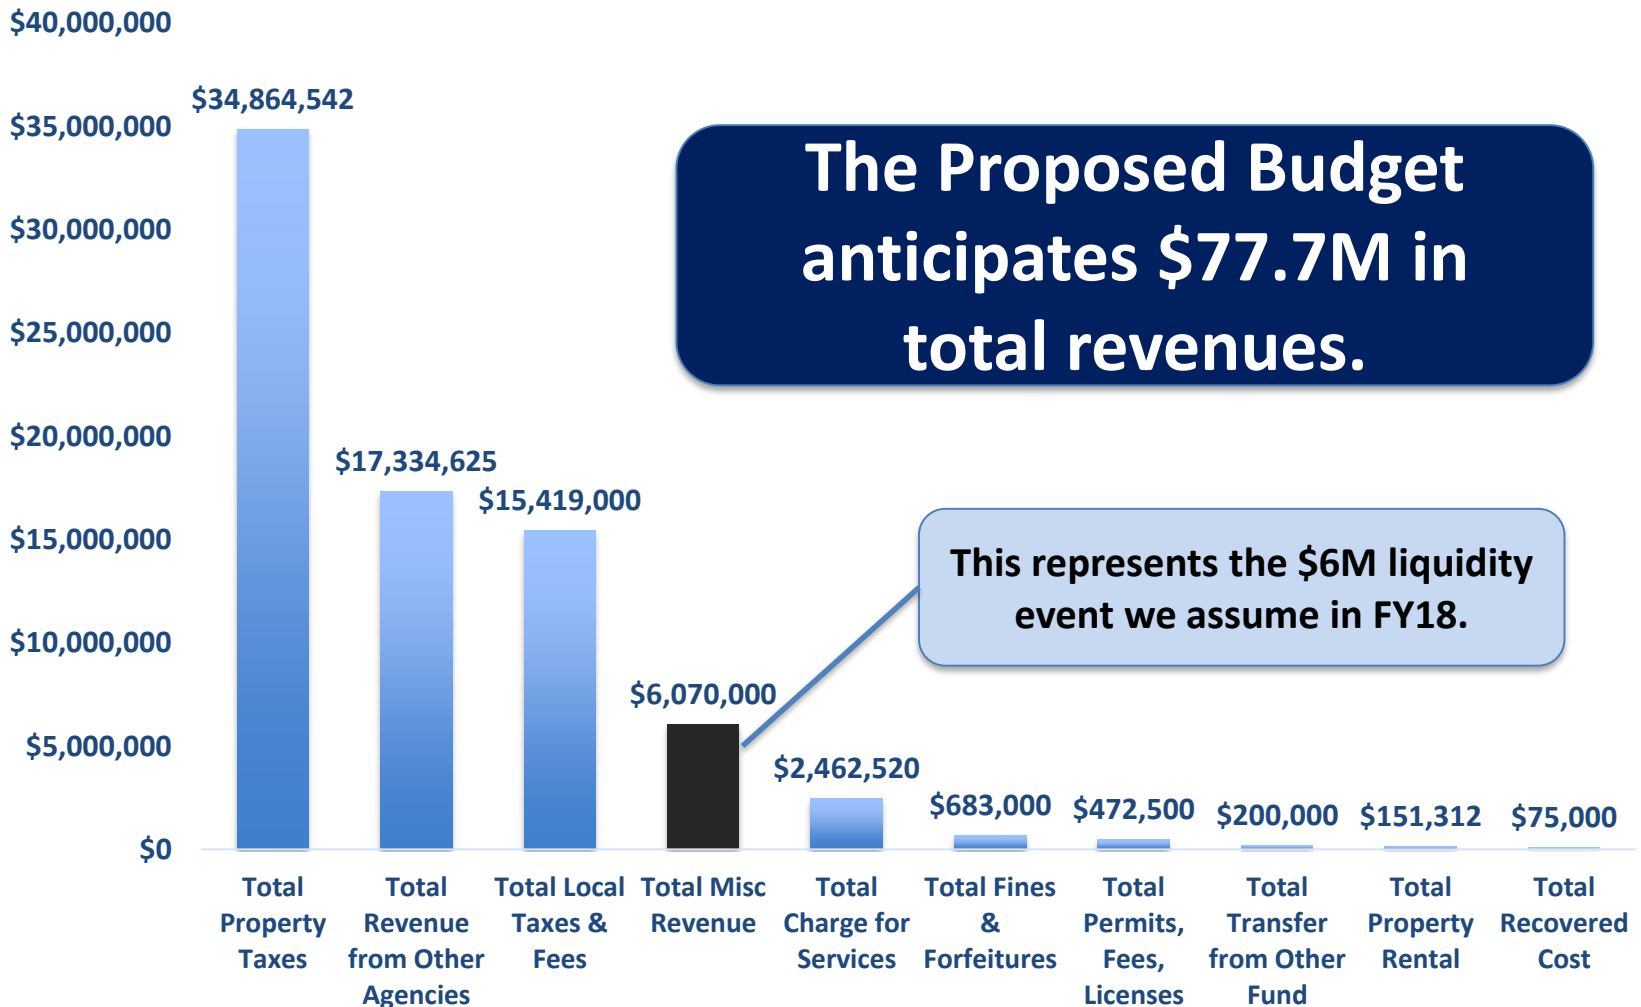 $40,000,000
$35,000,000
$30,000,000
$25,000,000
$20,000,000
$15,000,000
$10,000,000
$5,000,000
$0
$34,864,542
$17,334,625
$15,419,000
$6,070,000
$2,462,520
$683,000
$472,500
$200,000
$151,312
$75,000
The Proposed Budget
anticipates $77.7M in
total revenues.
This represents the $6M liquidity
event we assume in FY18.
Total
Property
Taxes
Total
Revenue
from Other
Agencies
Total Local
Taxes &
Fees
Total Misc
Revenue
Total
Charge for
Services
Total Fines
&
Forfeitures
Total
Permits,
Fees,
Licenses
Total
Transfer
from Other
Fund
Total
Property
Rental
Total
Recovered
Cost